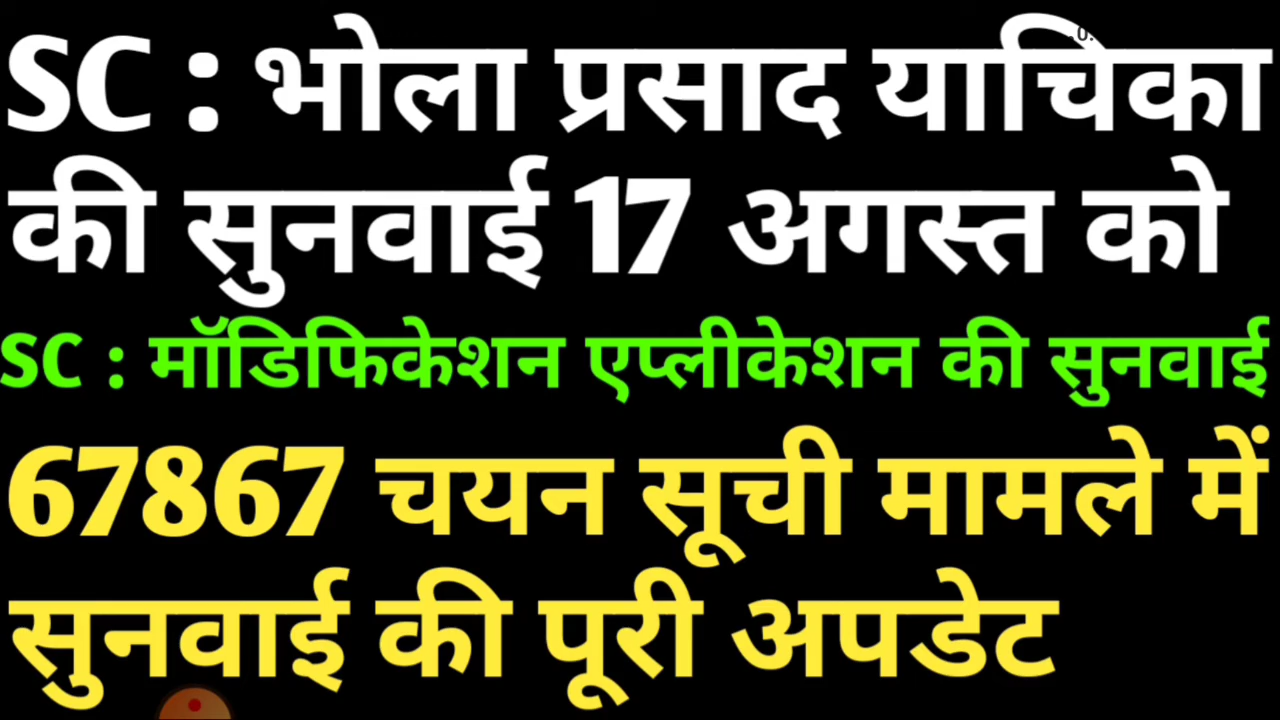 SC : भोला प्रसाद याचिका
की सुनवाई 17 अगस्त को
SC : मॉडिफिकेशन एप्लीकेशन की सुनवाई
67867 चयन सूची मामले में
सुनवाई की पूरी अपडेट